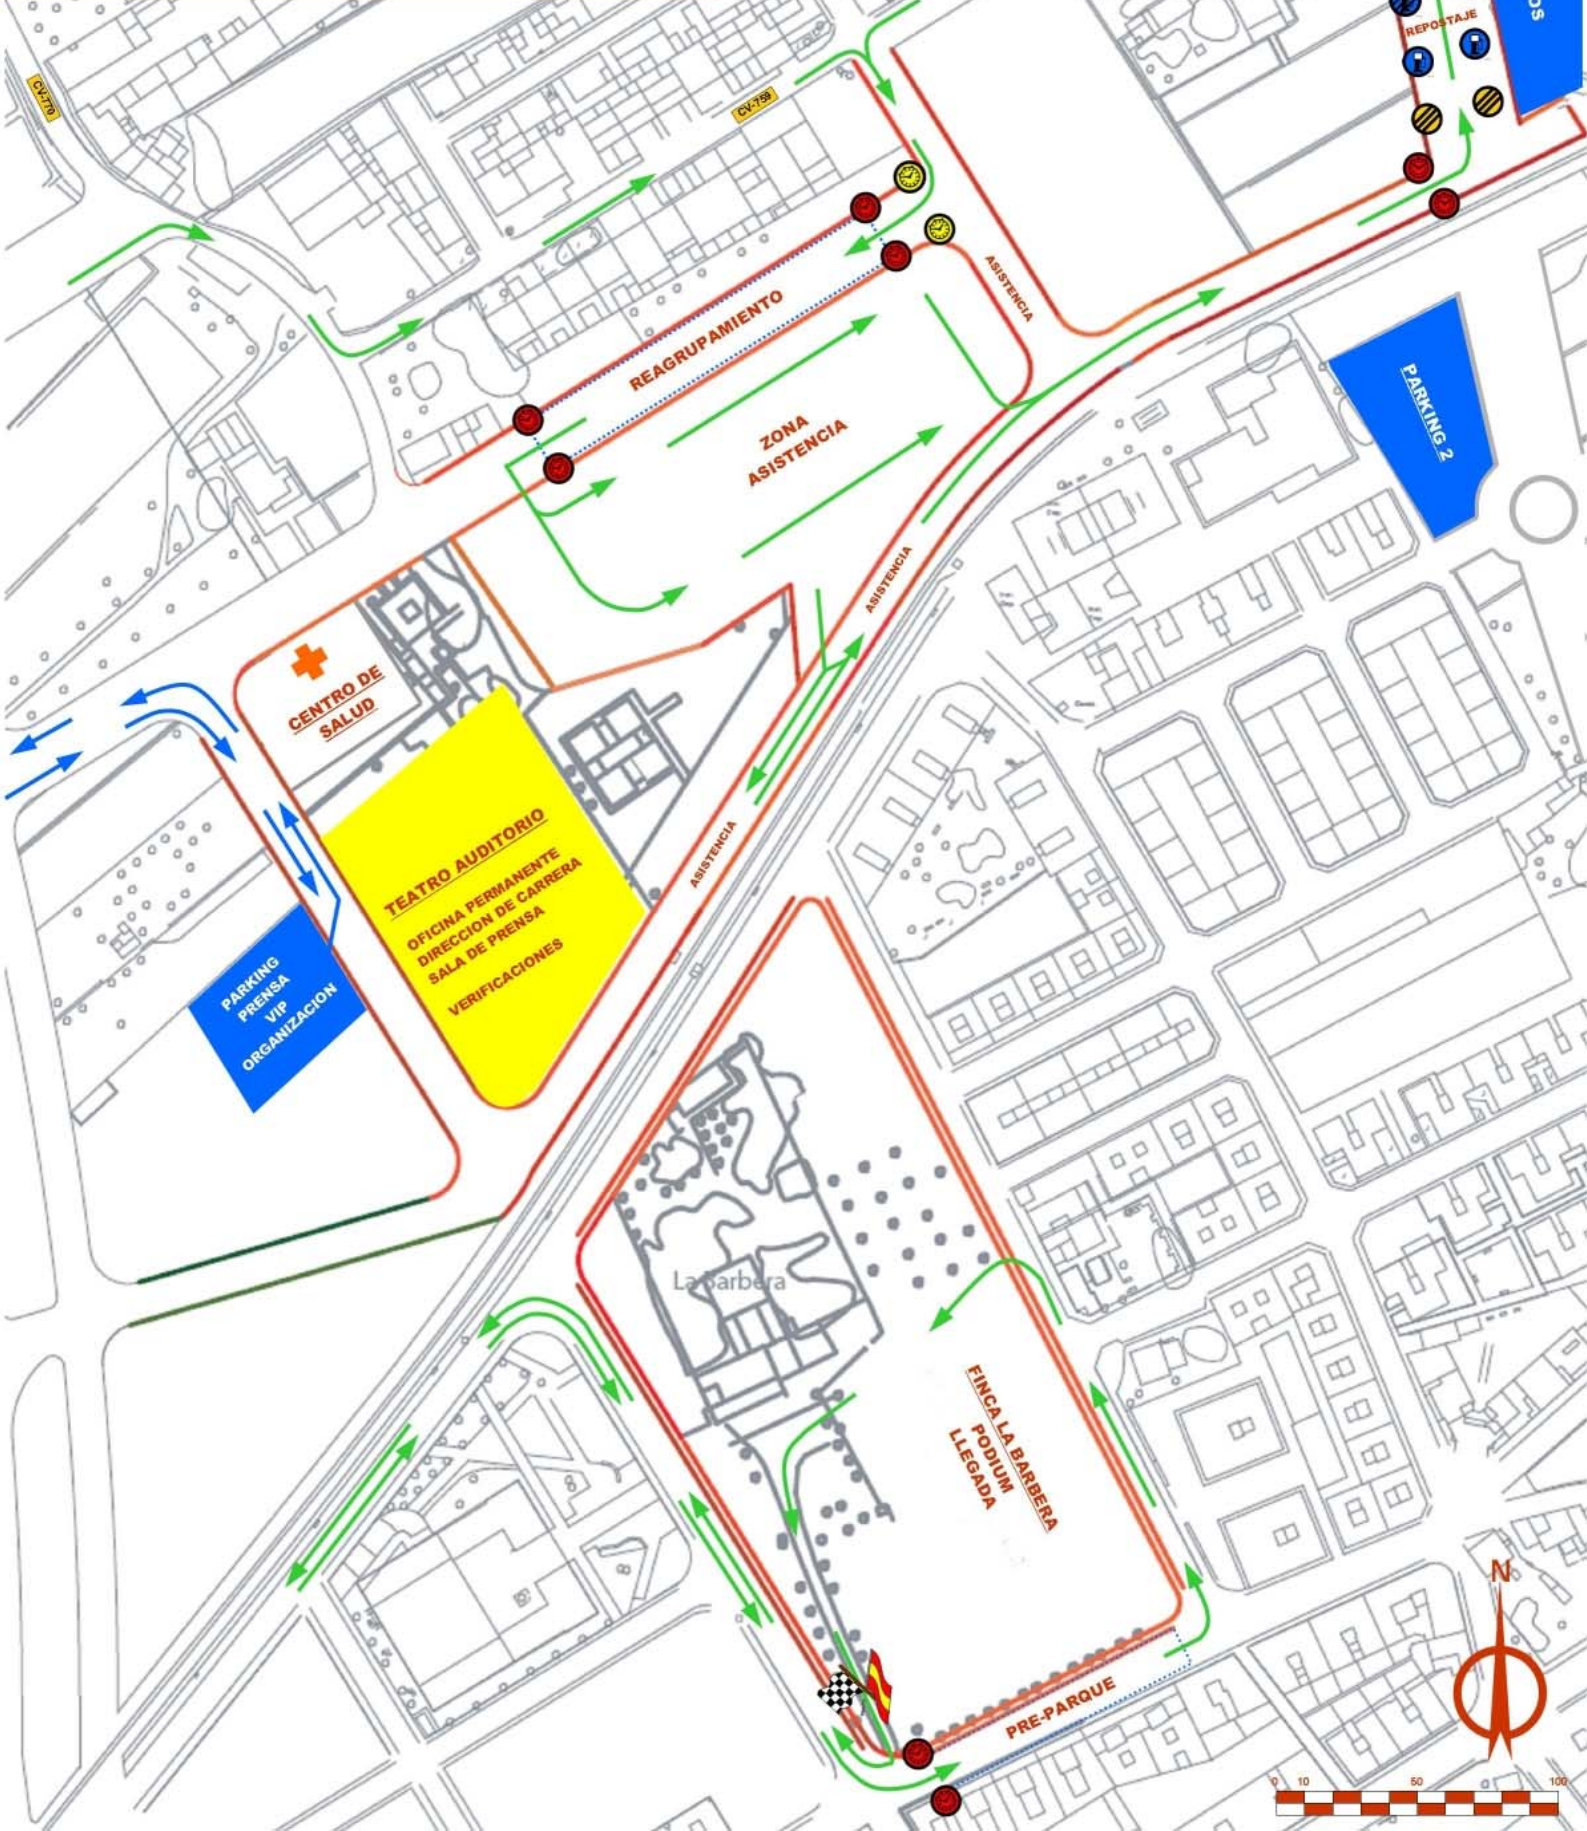 CV-770
CV-759
REPOSTAJE
OS
ASISTENCIA
REAGRUPAMIENTO
ZONA
ASISTENCIA
PARKING 2
ASISTENCIA
CENTRO DE
SALUD
TEATRO AUDITORIO
OFICINA PERMANENTE
DIRECCION DE CARRERA
SALA DE PRENSA
VERIFICACIONES
ASISTENCIA
PARKING
PRENSA
VIP
ORGANIZACION
La Barbera
FINCA LA BARBERA
PODIUM
LLEGADA
PRE-PARQUE
N
0 10 50 100